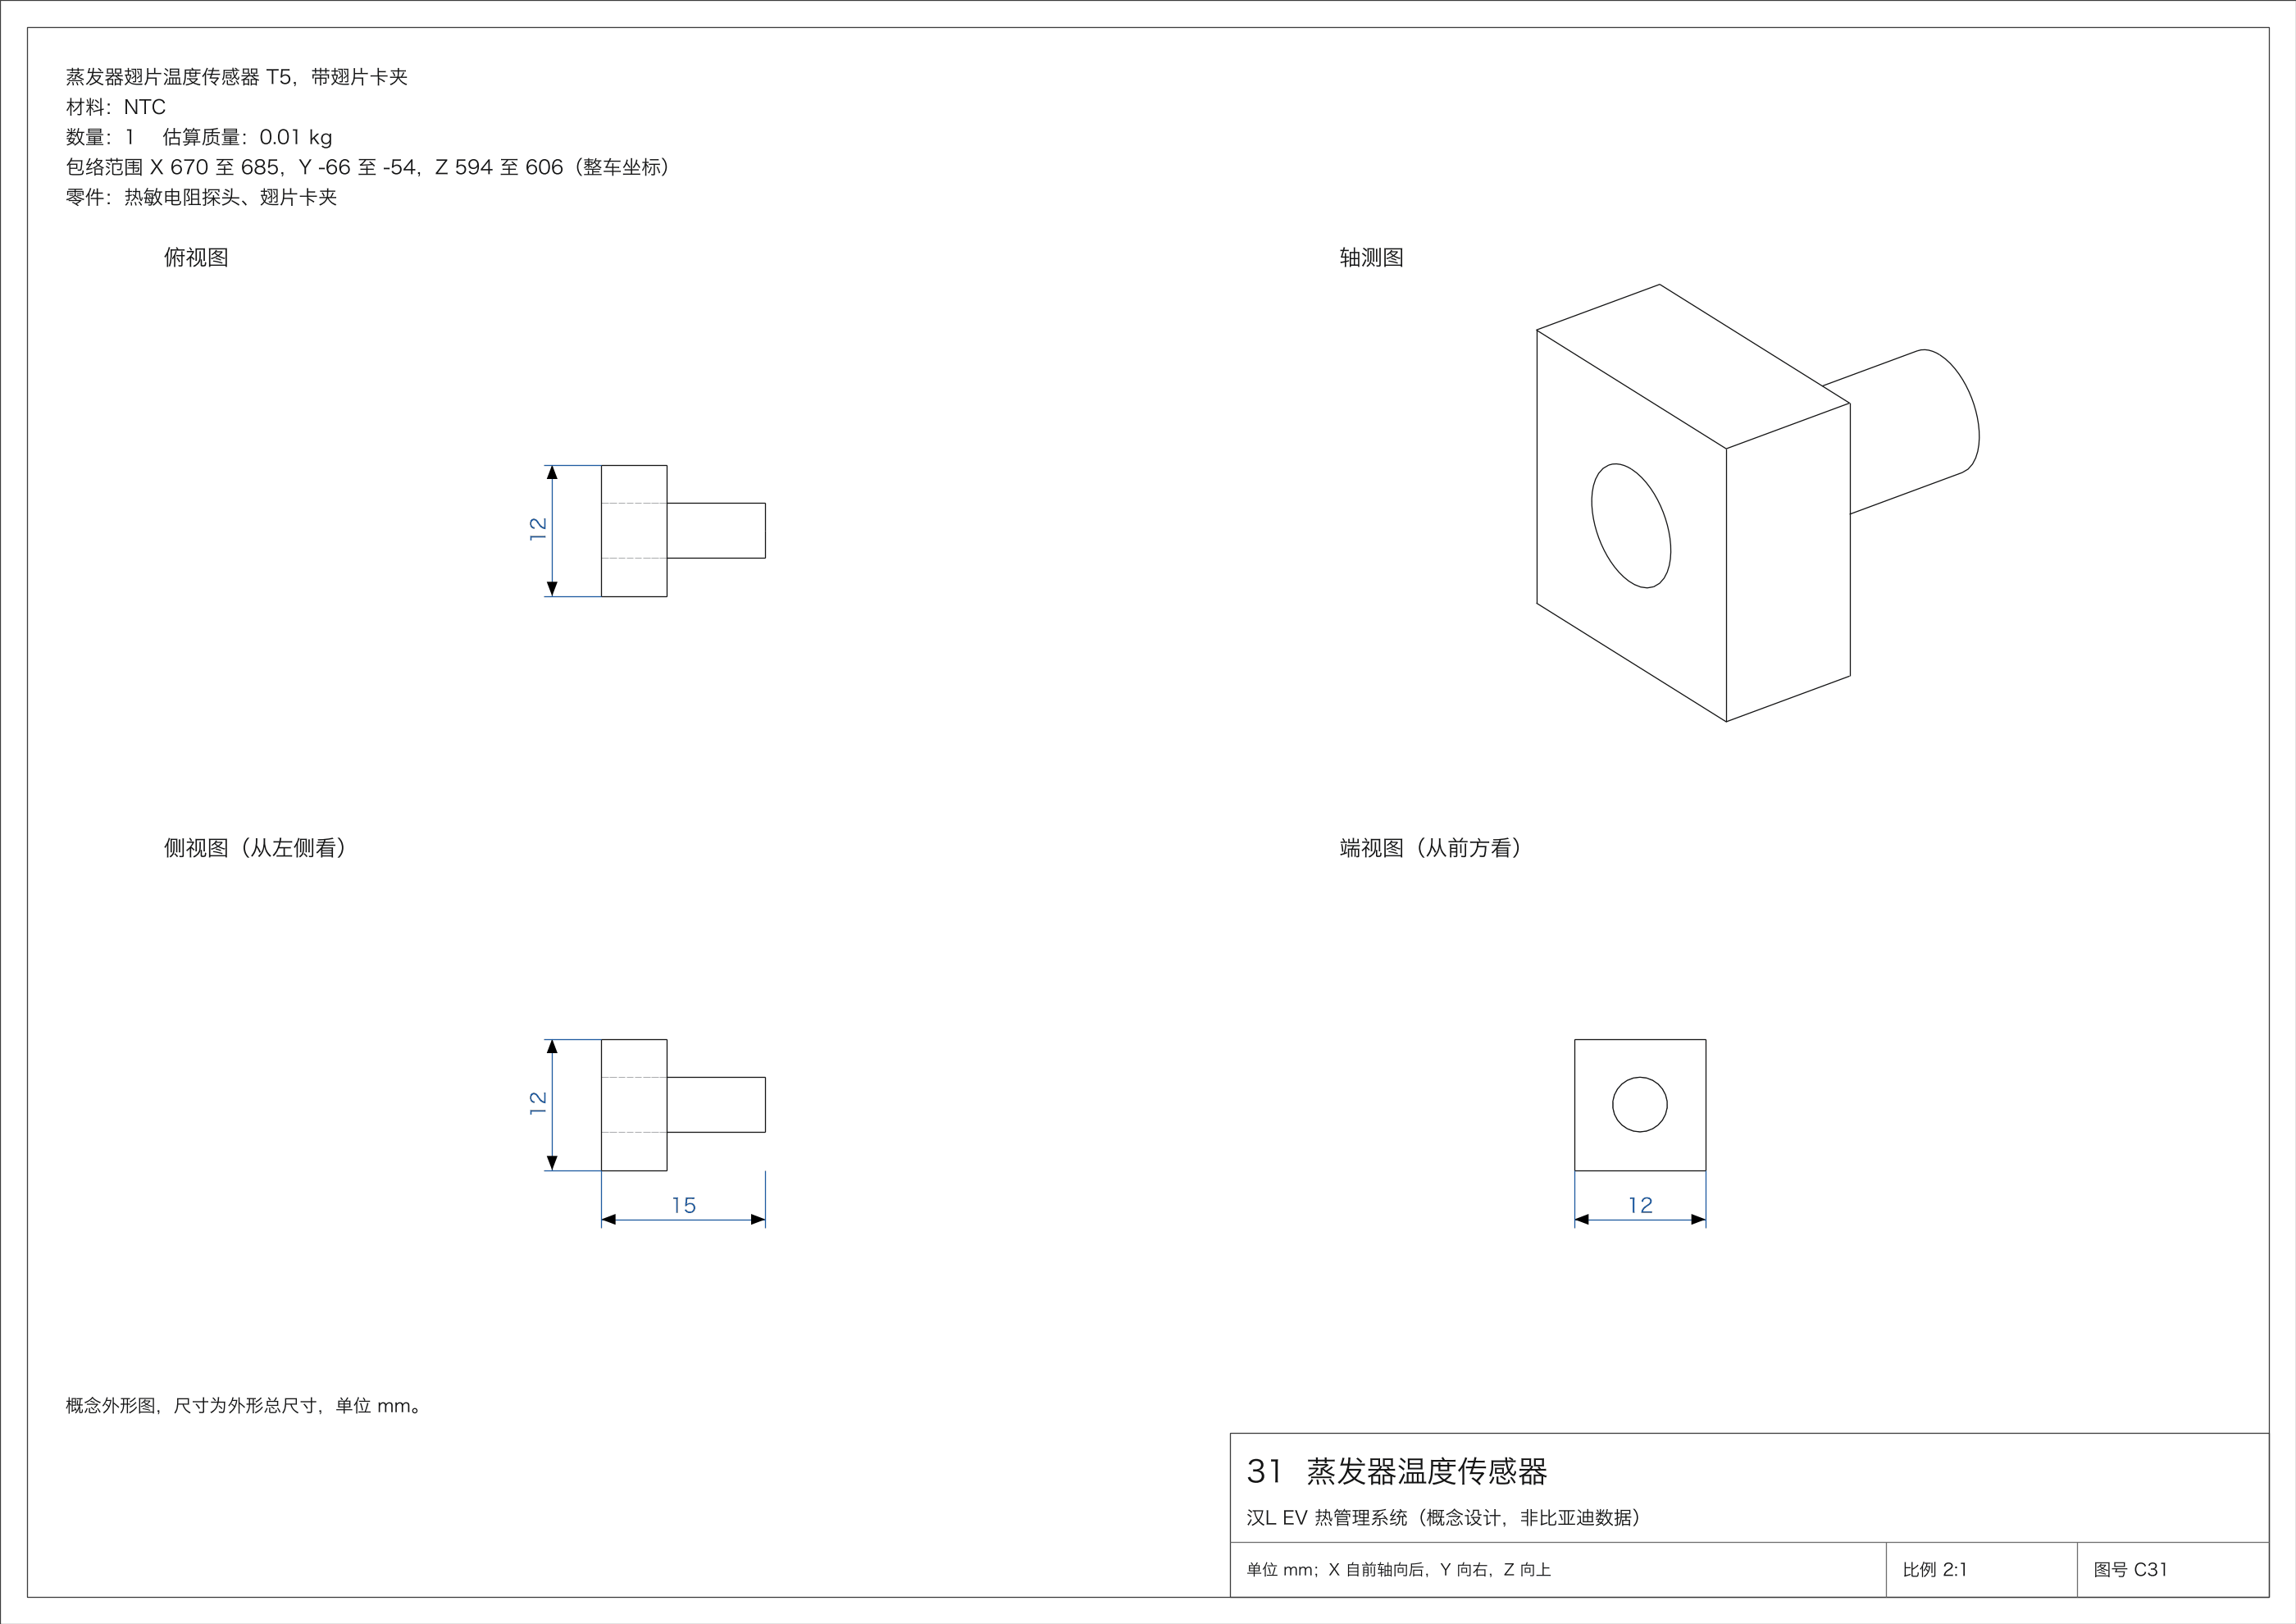 蒸发器翅片温度传感器 T5，带翅片卡夹
材料：NTC
数量：1 估算质量：0.01 kg
包络范围 X 670 至 685，Y -66 至 -54，Z 594 至 606（整车坐标）
零件：热敏电阻探头、翅片卡夹
俯视图
轴测图
12
侧视图（从左侧看）
端视图（从前方看）
12
15
12
概念外形图，尺寸为外形总尺寸，单位 mm。
31 蒸发器温度传感器
汉L EV 热管理系统（概念设计，非比亚迪数据）
单位 mm；X 自前轴向后，Y 向右，Z 向上
比例 2:1
图号 C31